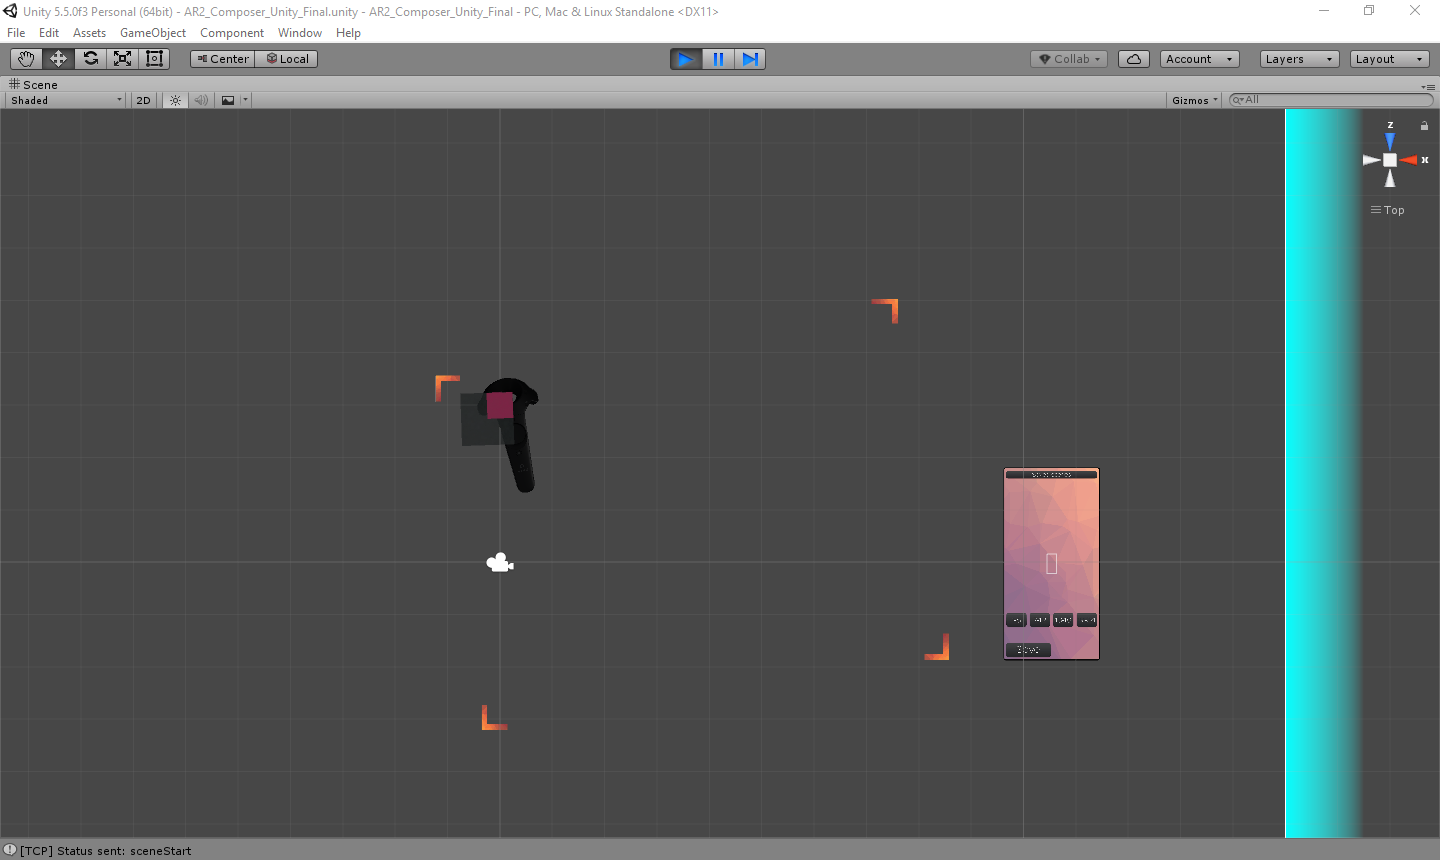 Unity 5.5.0f3 Personal (64bit) - AR2_Composer_Unity_Final.unity - AR2_Composer_Unity_Final - PC, Mac & Linux Standalone <DX11>
File Edit Assets GameObject Component Window Help
Center Local Collab Account Layers Layout
Scene
Shaded 2D Gizmos All
z
x
Top
[TCP] Status sent: sceneStart